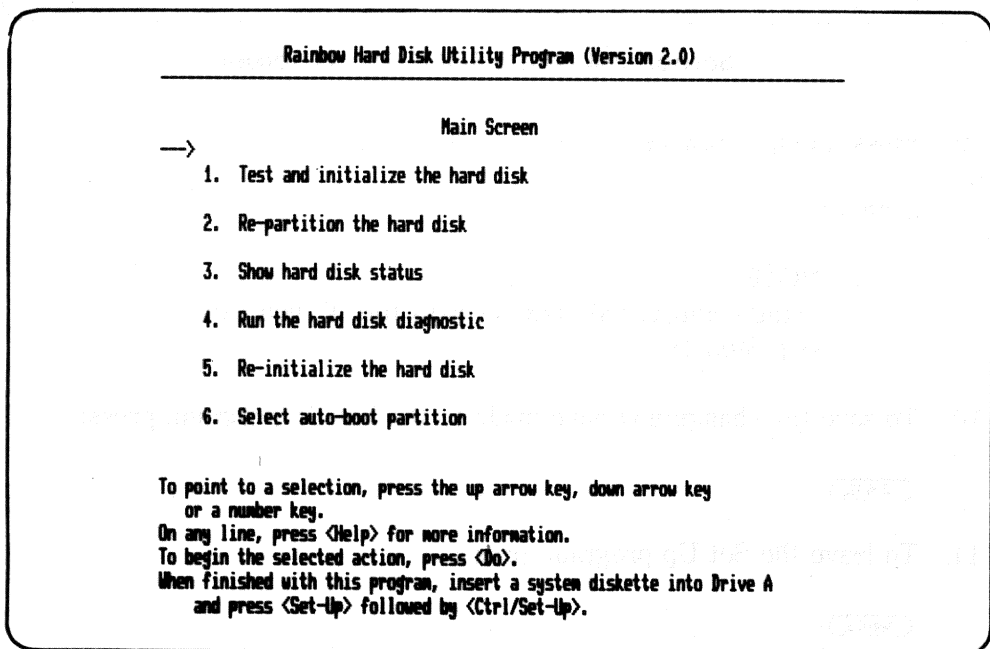 Rainbow Hard Disk Utility Program (Version 2.0)
Main Screen
-->
1. Test and initialize the hard disk
2. Re-partition the hard disk
3. Show hard disk status
4. Run the hard disk diagnostic
5. Re-initialize the hard disk
6. Select auto-boot partition
To point to a selection, press the up arrow key, down arrow key
or a number key.
On any line, press <Help> for more information.
To begin the selected action, press <Do>.
When finished with this program, insert a system diskette into Drive A
and press <Set-Up> followed by <Ctrl/Set-Up>.